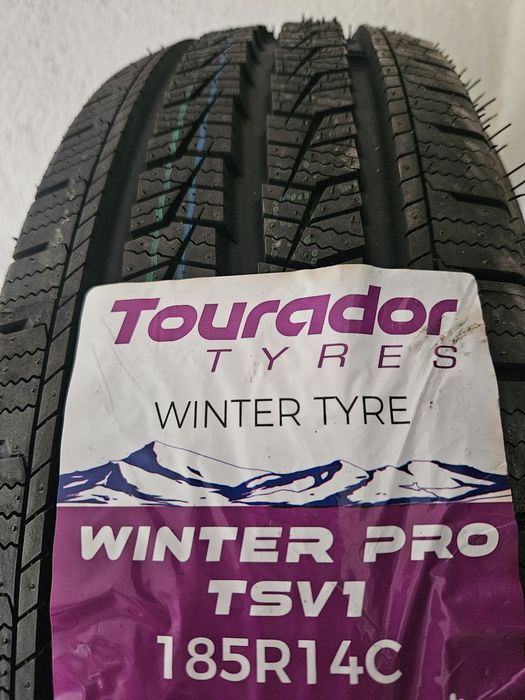 Tourador
TYRES
WINTER TYRE
WINTER PRO
TSV1
185R14C